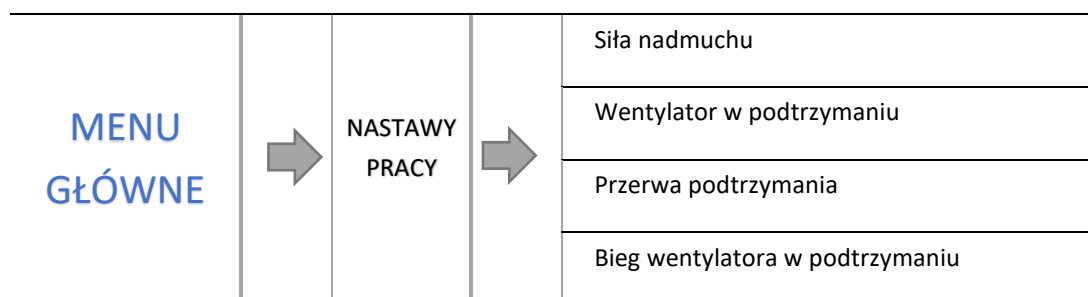 MENU
GŁÓWNE
NASTAWY
PRACY
Siła nadmuchu
Wentylator w podtrzymaniu
Przerwa podtrzymania
Bieg wentylatora w podtrzymaniu